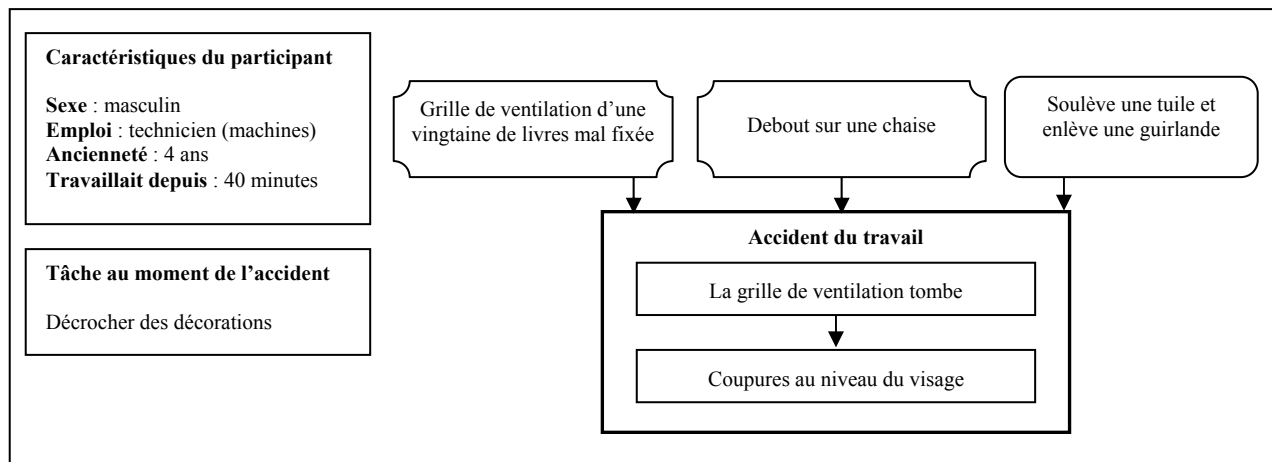 Caractéristiques du participant
Sexe : masculin
Emploi : technicien (machines)
Ancienneté : 4 ans
Travaillait depuis : 40 minutes
Tâche au moment de l’accident
Décrocher des décorations
Grille de ventilation d’une
vingtaine de livres mal fixée
Debout sur une chaise
Soulève une tuile et
enlève une guirlande
Accident du travail
La grille de ventilation tombe
Coupures au niveau du visage